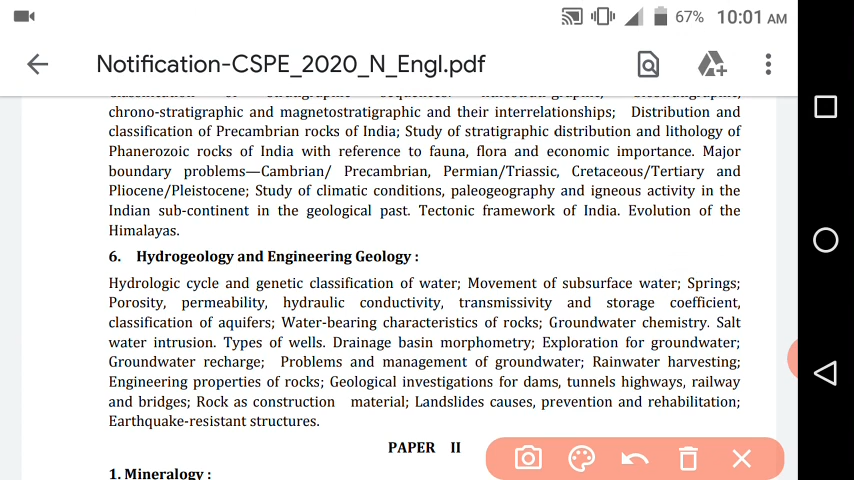 67% 10:01 AM
Notification-CSPE_2020_N_Engl.pdf
chrono-stratigraphic and magnetostratigraphic and their interrelationships; Distribution and
classification of Precambrian rocks of India; Study of stratigraphic distribution and lithology of
Phanerozoic rocks of India with reference to fauna, flora and economic importance. Major
boundary problems—Cambrian/ Precambrian, Permian/Triassic, Cretaceous/Tertiary and
Pliocene/Pleistocene; Study of climatic conditions, paleogeography and igneous activity in the
Indian sub-continent in the geological past. Tectonic framework of India. Evolution of the
Himalayas.
6. Hydrogeology and Engineering Geology :
Hydrologic cycle and genetic classification of water; Movement of subsurface water; Springs;
Porosity, permeability, hydraulic conductivity, transmissivity and storage coefficient,
classification of aquifers; Water-bearing characteristics of rocks; Groundwater chemistry. Salt
water intrusion. Types of wells. Drainage basin morphometry; Exploration for groundwater;
Groundwater recharge; Problems and management of groundwater; Rainwater harvesting;
Engineering properties of rocks; Geological investigations for dams, tunnels highways, railway
and bridges; Rock as construction material; Landslides causes, prevention and rehabilitation;
Earthquake-resistant structures.
PAPER II
1. Mineralogy :